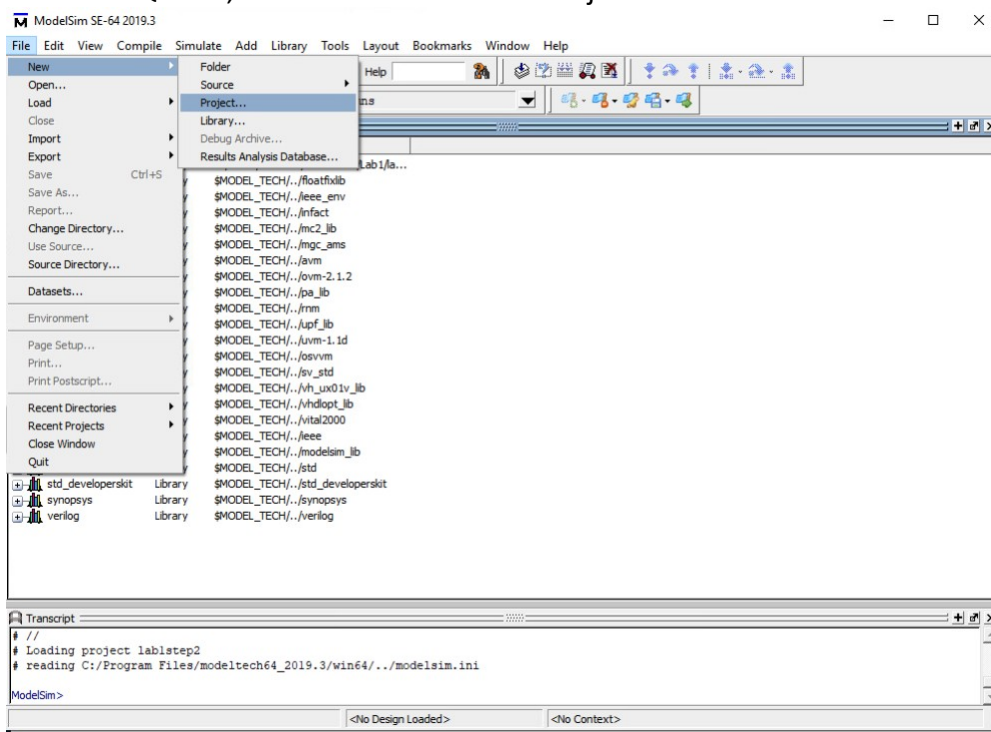 ModelSim SE-64 2019.3
File Edit View Compile Simulate Add Library Tools Layout Bookmarks Window Help
New
Open...
Load
Close
Import
Export
Save Ctrl+S
Save As...
Report...
Change Directory...
Use Source...
Source Directory...
Datasets...
Environment
Page Setup...
Print...
Print Postscript...
Recent Directories
Recent Projects
Close Window
Quit
Folder
Source
Project...
Library...
Debug Archive...
Results Analysis Database...
Help
ns
/Lab1/la...
$MODEL_TECH/../floatfixlib
$MODEL_TECH/../ieee_env
$MODEL_TECH/../infact
$MODEL_TECH/../mc2_lib
$MODEL_TECH/../mgc_ams
$MODEL_TECH/../avm
$MODEL_TECH/../ovm-2.1.2
$MODEL_TECH/../pa_lib
$MODEL_TECH/../rnm
$MODEL_TECH/../upf_lib
$MODEL_TECH/../uvm-1.1d
$MODEL_TECH/../osvvm
$MODEL_TECH/../sv_std
$MODEL_TECH/../vh_ux01v_lib
$MODEL_TECH/../vhdlopt_lib
$MODEL_TECH/../vital2000
$MODEL_TECH/../ieee
$MODEL_TECH/../modelsim_lib
$MODEL_TECH/../std
std_developerskit Library $MODEL_TECH/../std_developerskit
synopsys Library $MODEL_TECH/../synopsys
verilog Library $MODEL_TECH/../verilog
Transcript
# //
# Loading project lab1step2
# reading C:/Program Files/modeltech64_2019.3/win64/../modelsim.ini
ModelSim>
<No Design Loaded> <No Context>